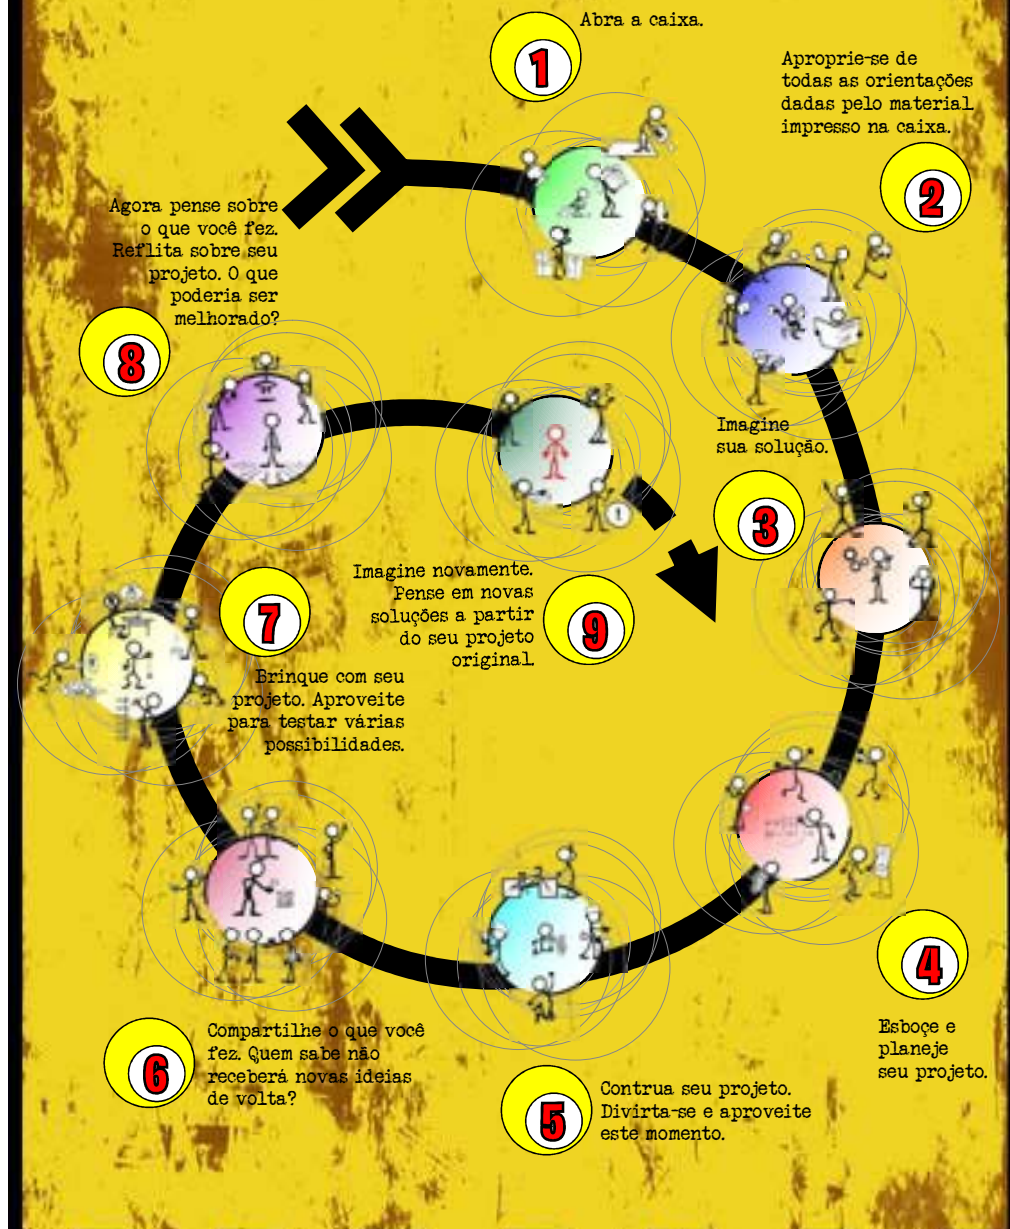 1
Abra a caixa.
2
Aproprie-se de
todas as orientações
dadas pelo material
impresso na caixa.
3
Imagine
sua solução.
4
Esboçe e
planeje
seu projeto.
5
Contrua seu projeto.
Divirta-se e aproveite
este momento.
6
Compartilhe o que você
fez. Quem sabe não
receberá novas ideias
de volta?
7
Brinque com seu
projeto. Aproveite
para testar várias
possibilidades.
8
Agora pense sobre
o que você fez.
Reflita sobre seu
projeto. O que
poderia ser
melhorado?
9
Imagine novamente.
Pense em novas
soluções a partir
do seu projeto
original.